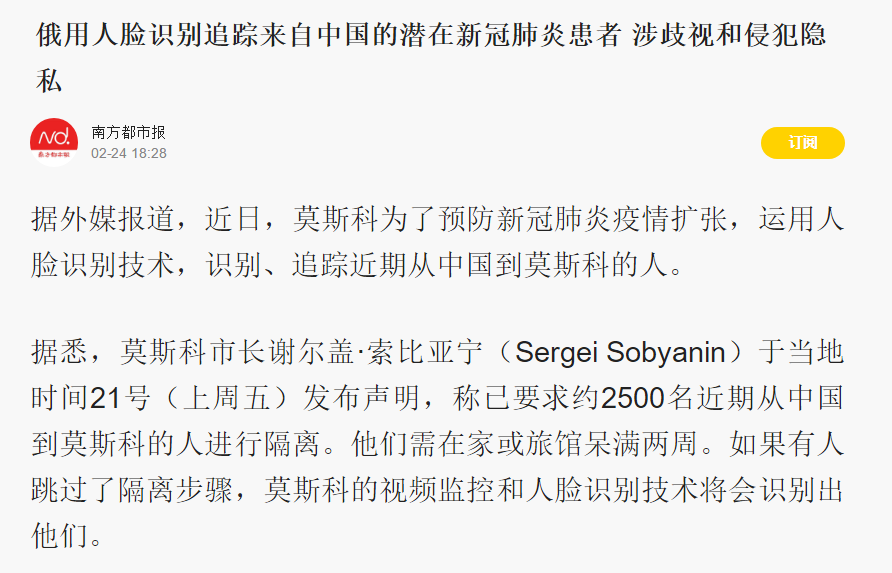 俄用人脸识别追踪来自中国的潜在新冠肺炎患者 涉歧视和侵犯隐
私
南方都市报
02-24 18:28
订阅
据外媒报道，近日，莫斯科为了预防新冠肺炎疫情扩张，运用人
脸识别技术，识别、追踪近期从中国到莫斯科的人。
据悉，莫斯科市长谢尔盖·索比亚宁（Sergei Sobyanin）于当地
时间21号（上周五）发布声明，称已要求约2500名近期从中国
到莫斯科的人进行隔离。他们需在家或旅馆呆满两周。如果有人
跳过了隔离步骤，莫斯科的视频监控和人脸识别技术将会识别出
他们。